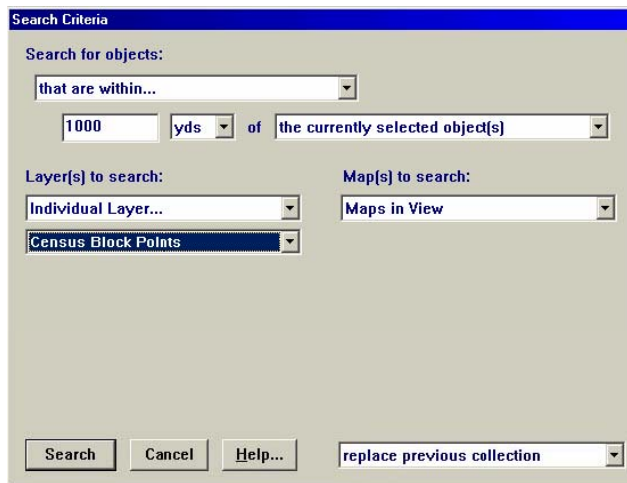 Search Criteria
Search for objects:
that are within...
1000 yds of the currently selected object(s)
Layer(s) to search: Map(s) to search:
Individual Layer... Maps in View
Census Block Points
Search Cancel Help... replace previous collection